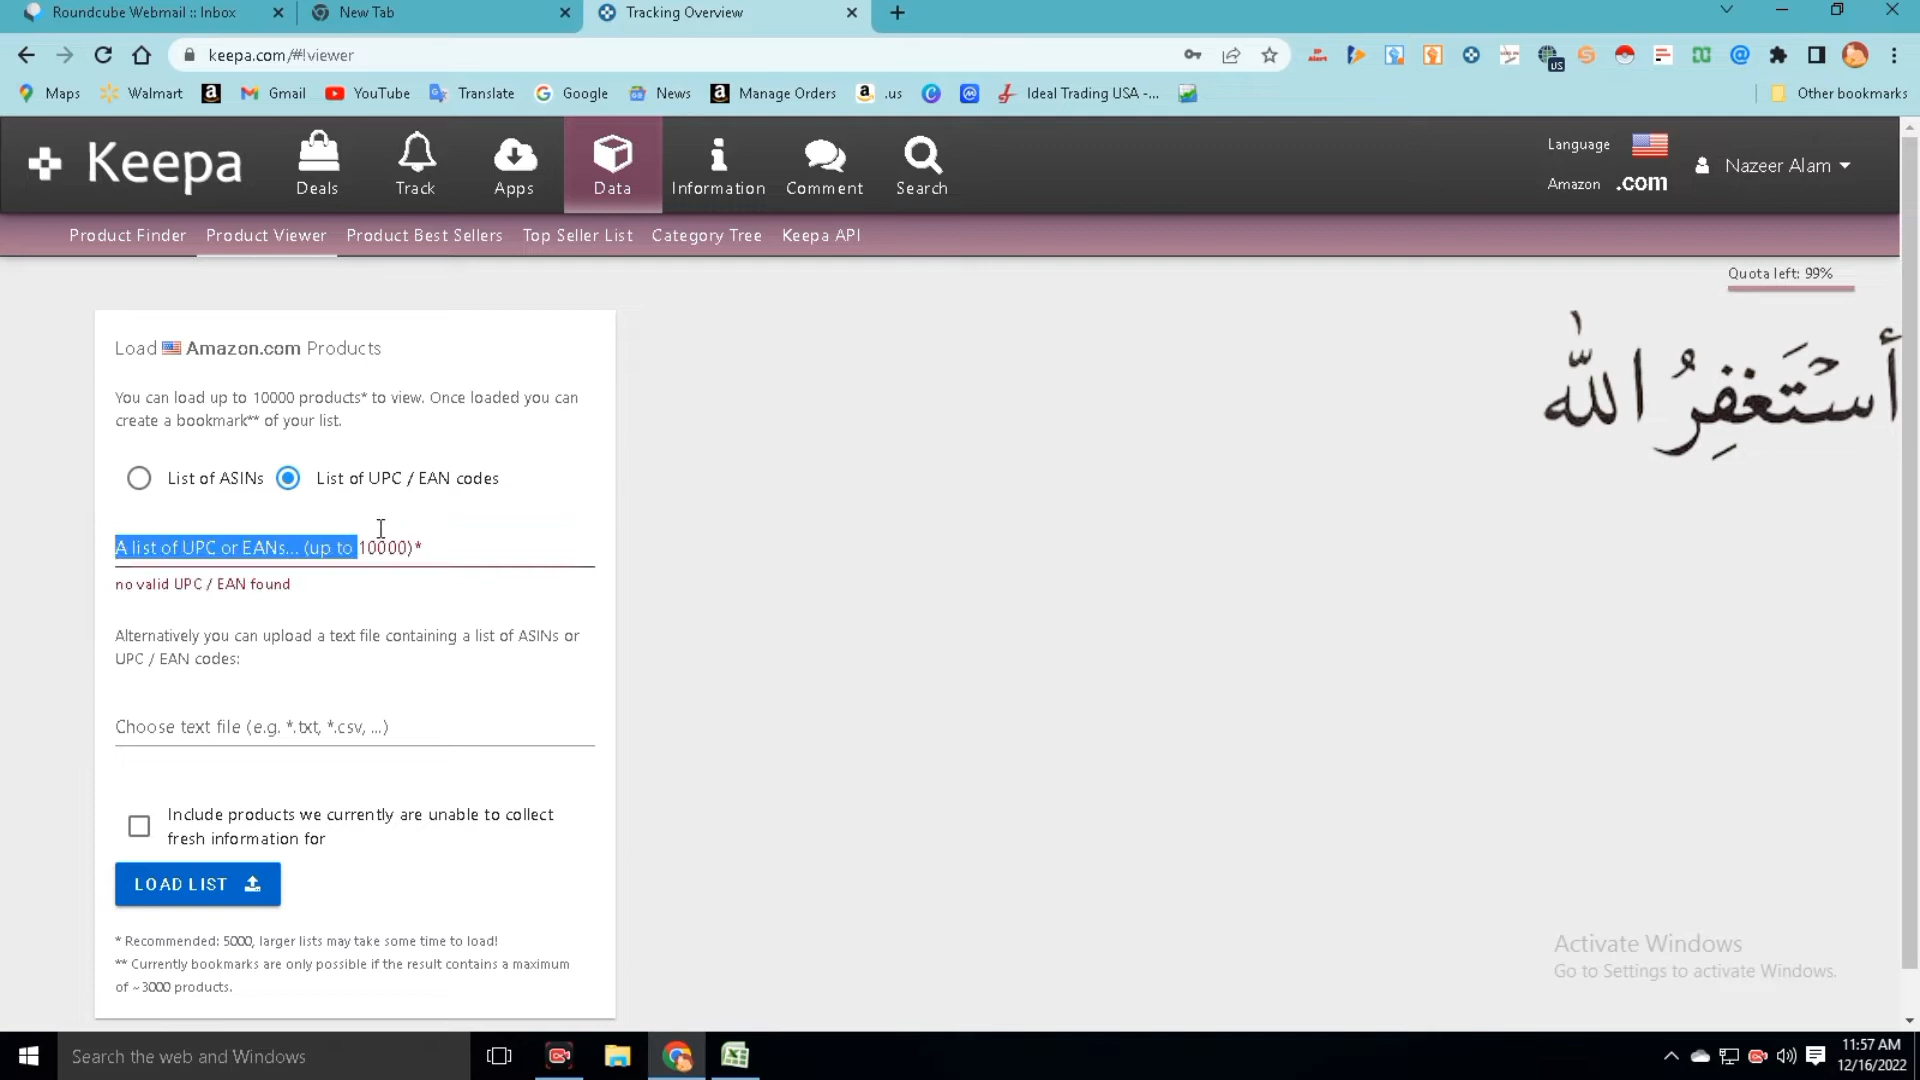 Roundcube Webmail :: Inbox
New Tab
Tracking Overview
keepa.com/#!viewer
Maps
Walmart
Gmail
YouTube
Translate
Google
News
Manage Orders
.us
Ideal Trading USA -...
Other bookmarks
Keepa
Deals
Track
Apps
Data
Information
Comment
Search
Language
Amazon .com
Nazeer Alam
Product Finder
Product Viewer
Product Best Sellers
Top Seller List
Category Tree
Keepa API
Quota left: 99%
أَسْتَغْفِرُ اللّٰه
Load Amazon.com Products
You can load up to 10000 products* to view. Once loaded you can
create a bookmark** of your list.
List of ASINs
List of UPC / EAN codes
A list of UPC or EANs... (up to 10000)*
no valid UPC / EAN found
Alternatively you can upload a text file containing a list of ASINs or
UPC / EAN codes:
Choose text file (e.g. *.txt, *.csv, ...)
Include products we currently are unable to collect
fresh information for
LOAD LIST
* Recommended: 5000, larger lists may take some time to load!
** Currently bookmarks are only possible if the result contains a maximum
of ~3000 products.
Activate Windows
Go to Settings to activate Windows.
Search the web and Windows
11:57 AM
12/16/2022